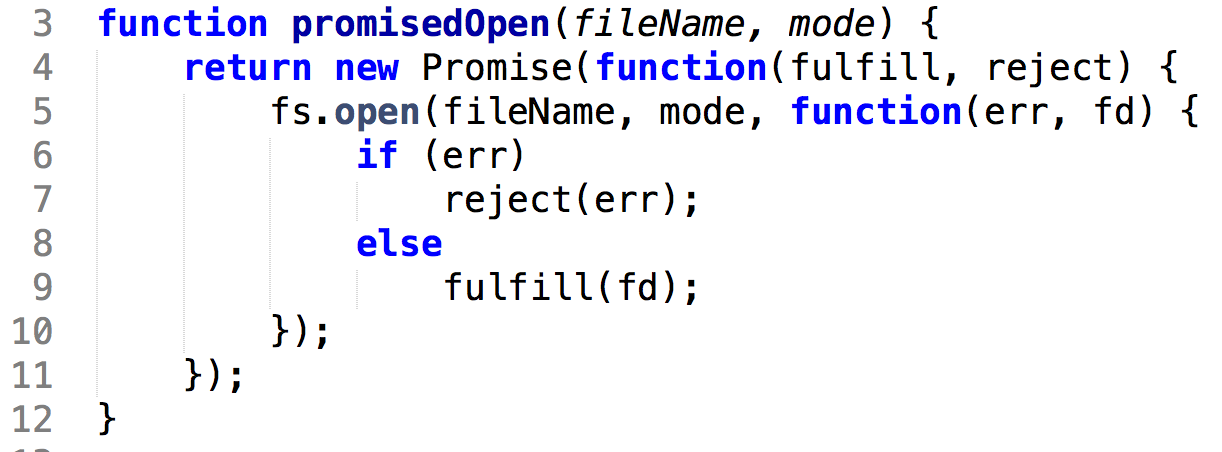 3 function promisedOpen(fileName, mode) {
4     return new Promise(function(fulfill, reject) {
5         fs.open(fileName, mode, function(err, fd) {
6             if (err)
7                 reject(err);
8             else
9                 fulfill(fd);
10         });
11     });
12 }